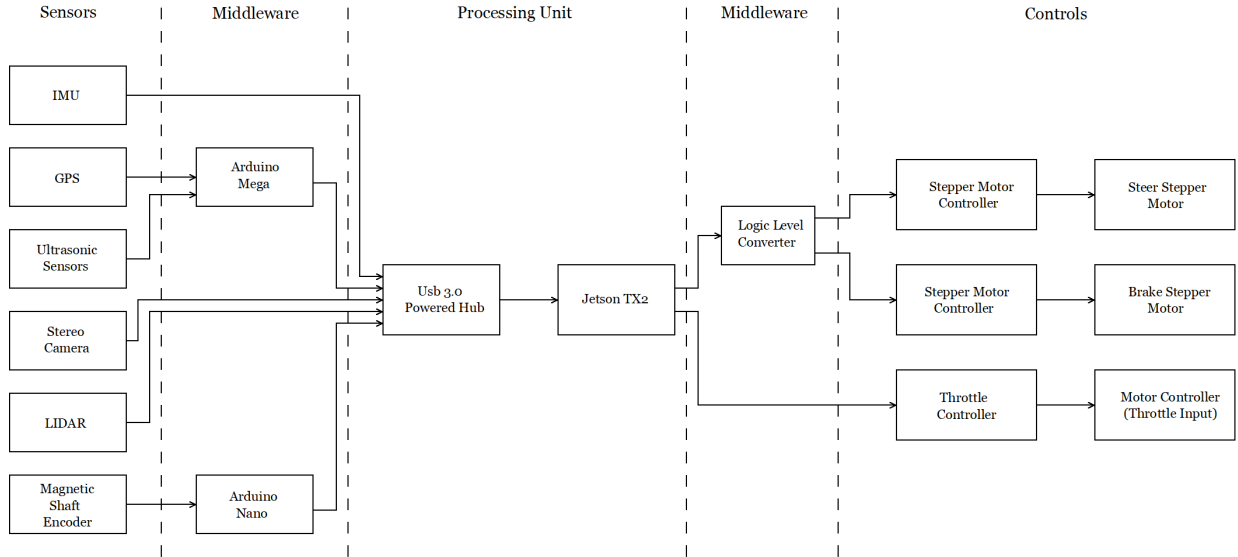 Sensors
Middleware
Processing Unit
Middleware
Controls
IMU
GPS
Ultrasonic
Sensors
Stereo
Camera
LIDAR
Magnetic
Shaft
Encoder
Arduino
Mega
Arduino
Nano
Usb 3.0
Powered Hub
Jetson TX2
Logic Level
Converter
Stepper Motor
Controller
Steer Stepper
Motor
Stepper Motor
Controller
Brake Stepper
Motor
Throttle
Controller
Motor Controller
(Throttle Input)